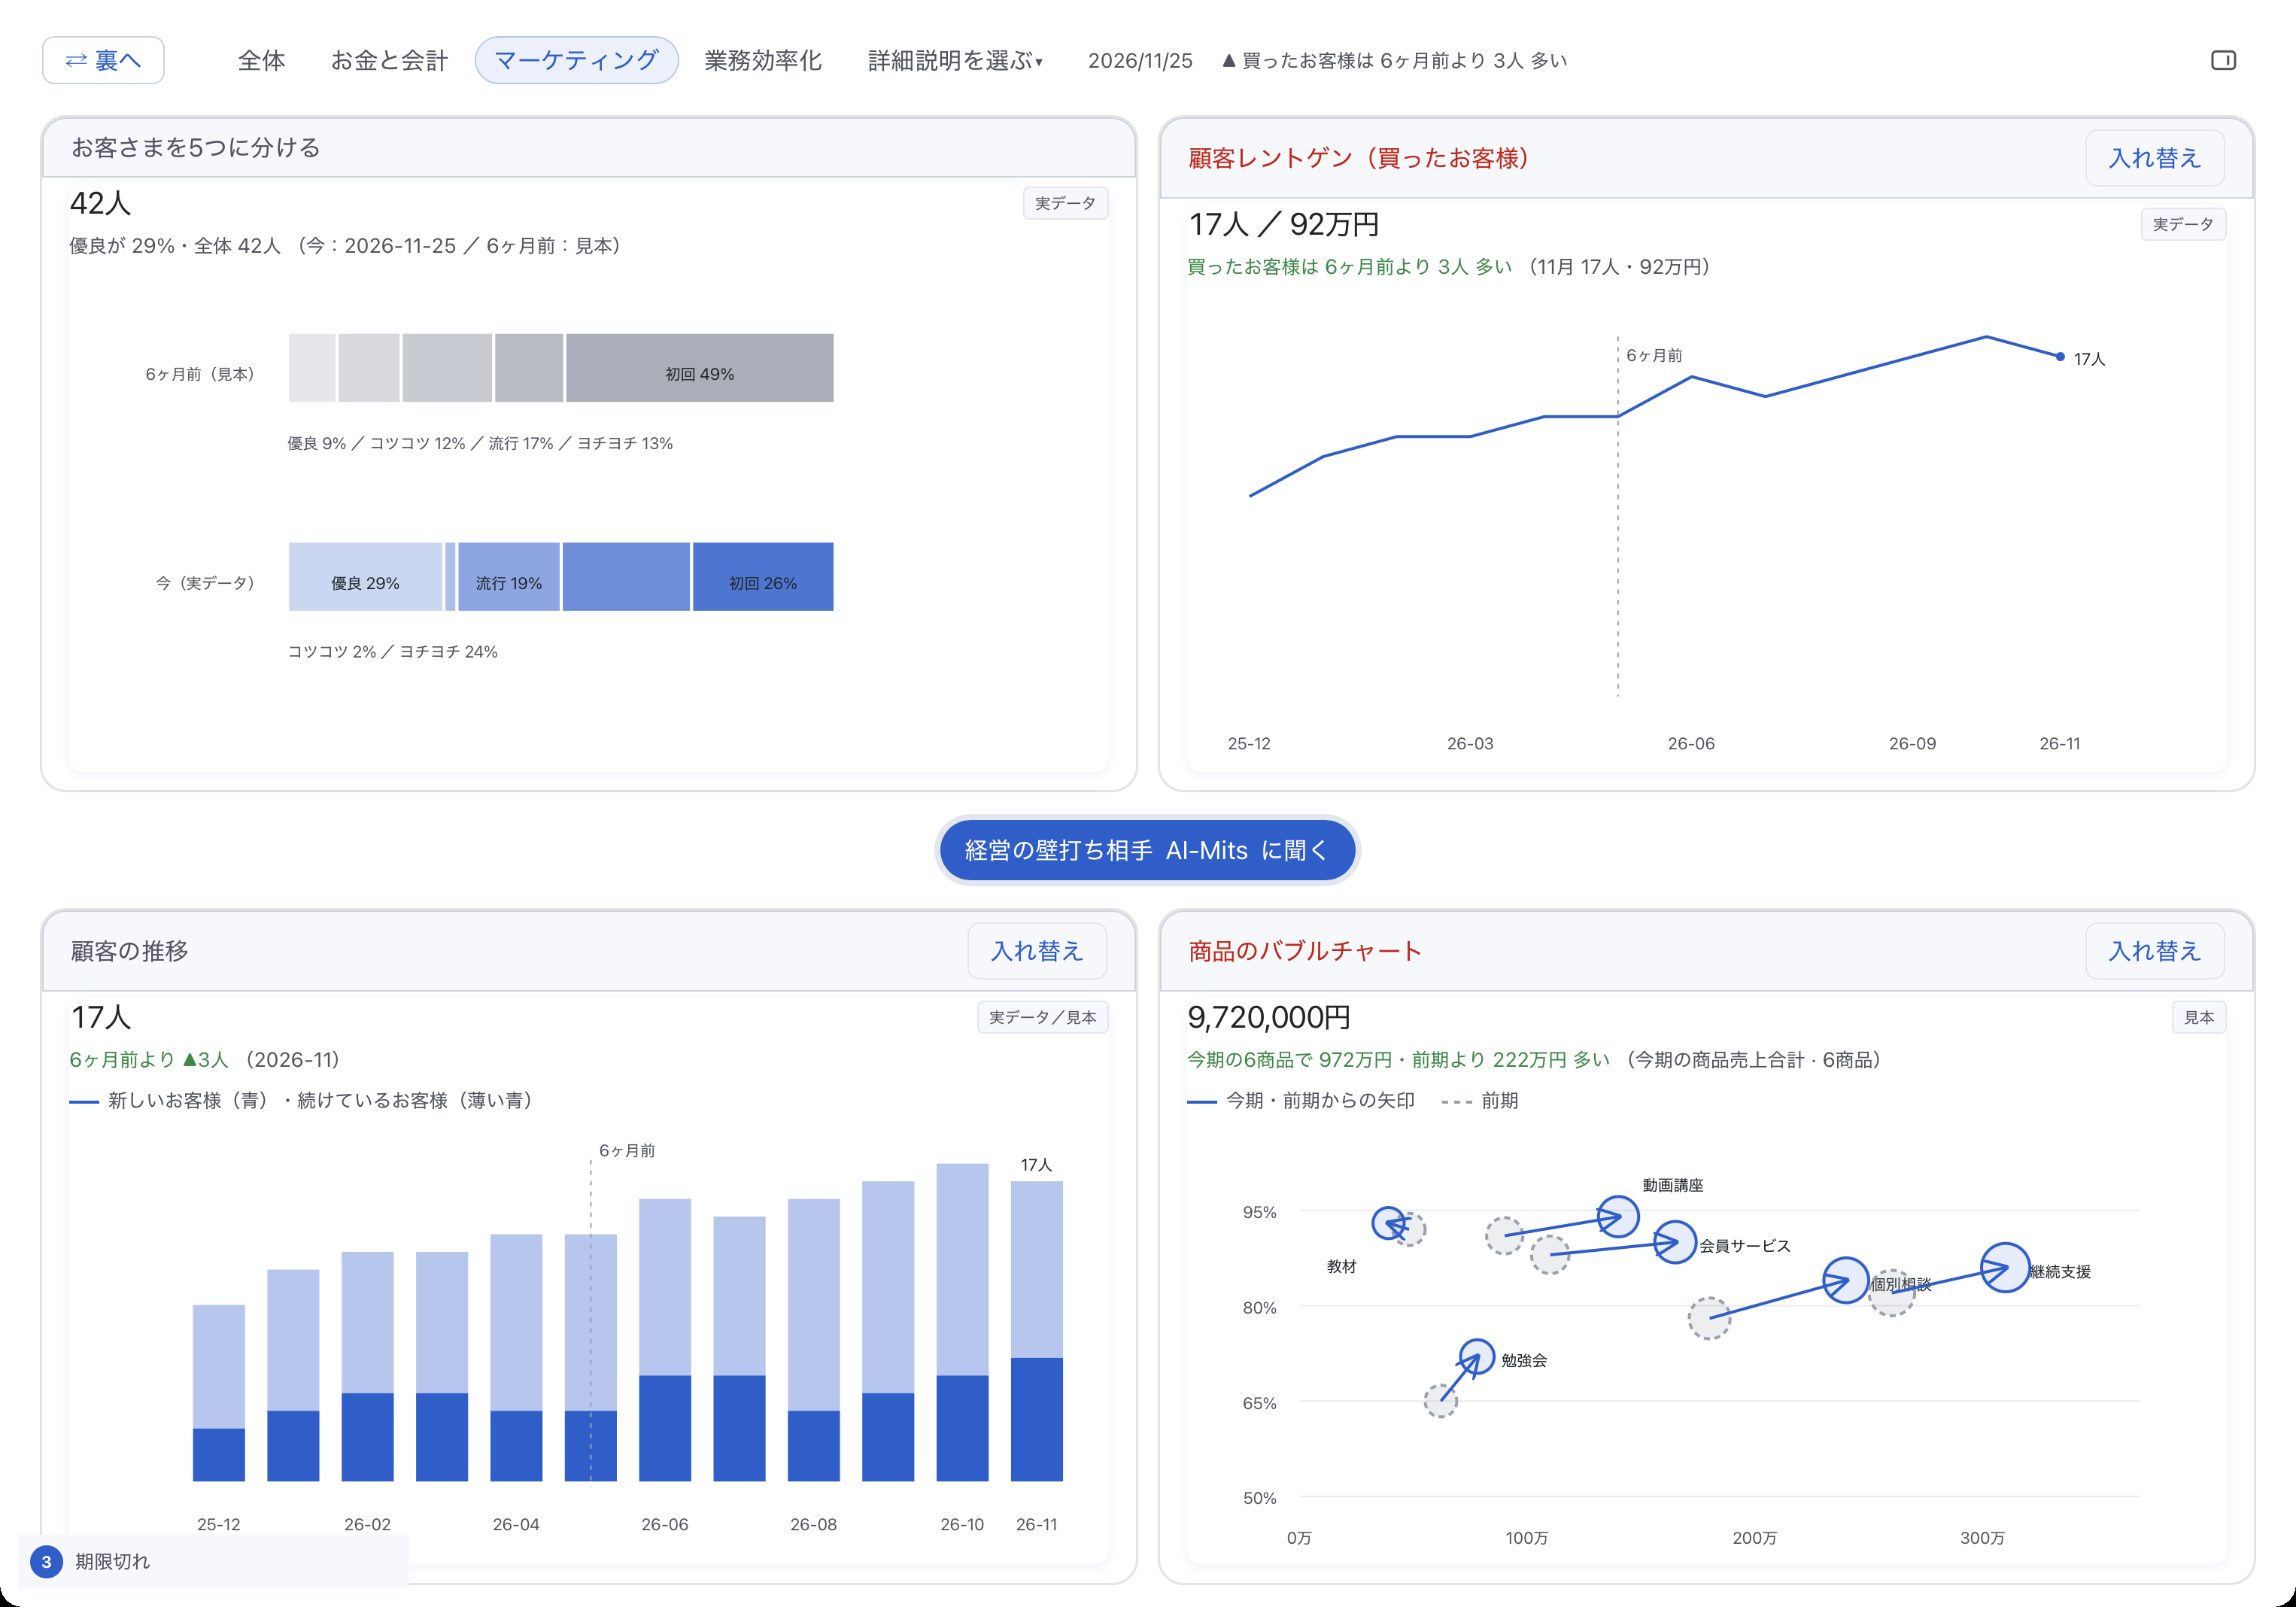 ⇄ 裏へ
全体
お金と会計
マーケティング
業務効率化
詳細説明を選ぶ▾
2026/11/25
▲ 買ったお客様は 6ヶ月前より 3人 多い
お客さまを5つに分ける
42人
実データ
優良が 29%・全体 42人 （今：2026-11-25 ／ 6ヶ月前：見本）
6ヶ月前（見本）
初回 49%
優良 9% ／ コツコツ 12% ／ 流行 17% ／ ヨチヨチ 13%
今（実データ）
優良 29%
流行 19%
初回 26%
コツコツ 2% ／ ヨチヨチ 24%
顧客レントゲン（買ったお客様）
入れ替え
17人 ／ 92万円
実データ
買ったお客様は 6ヶ月前より 3人 多い （11月 17人・92万円）
6ヶ月前
17人
25-12
26-03
26-06
26-09
26-11
経営の壁打ち相手 AI-Mits に聞く
顧客の推移
入れ替え
17人
実データ／見本
6ヶ月前より ▲3人 （2026-11）
新しいお客様（青）・続けているお客様（薄い青）
6ヶ月前
17人
25-12
26-02
26-04
26-06
26-08
26-10
26-11
3 期限切れ
商品のバブルチャート
入れ替え
9,720,000円
見本
今期の6商品で 972万円・前期より 222万円 多い （今期の商品売上合計・6商品）
今期・前期からの矢印
前期
動画講座
95%
会員サービス
教材
継続支援
個別相談
80%
勉強会
65%
50%
0万
100万
200万
300万